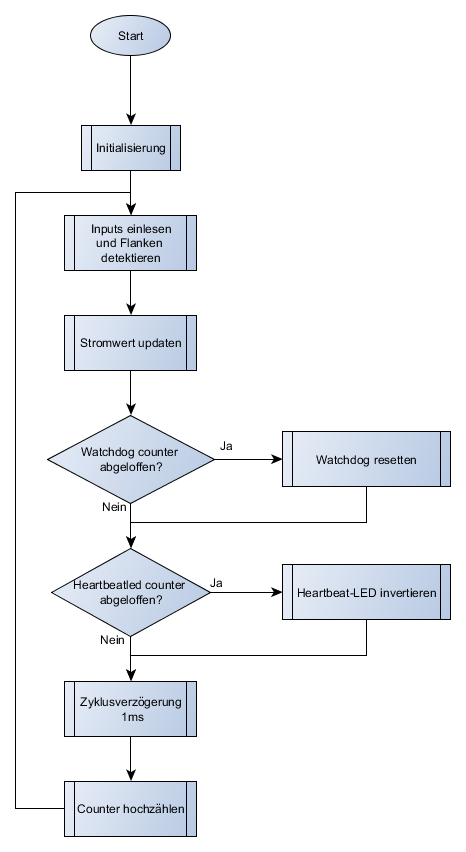 Start
Initialisierung
Inputs einlesen
und Flanken
detektieren
Stromwert updaten
Watchdog counter
abgeloffen?
Ja
Watchdog resetten
Nein
Heartbeatled counter
abgeloffen?
Ja
Heartbeat-LED invertieren
Nein
Zyklusverzögerung
1ms
Counter hochzählen